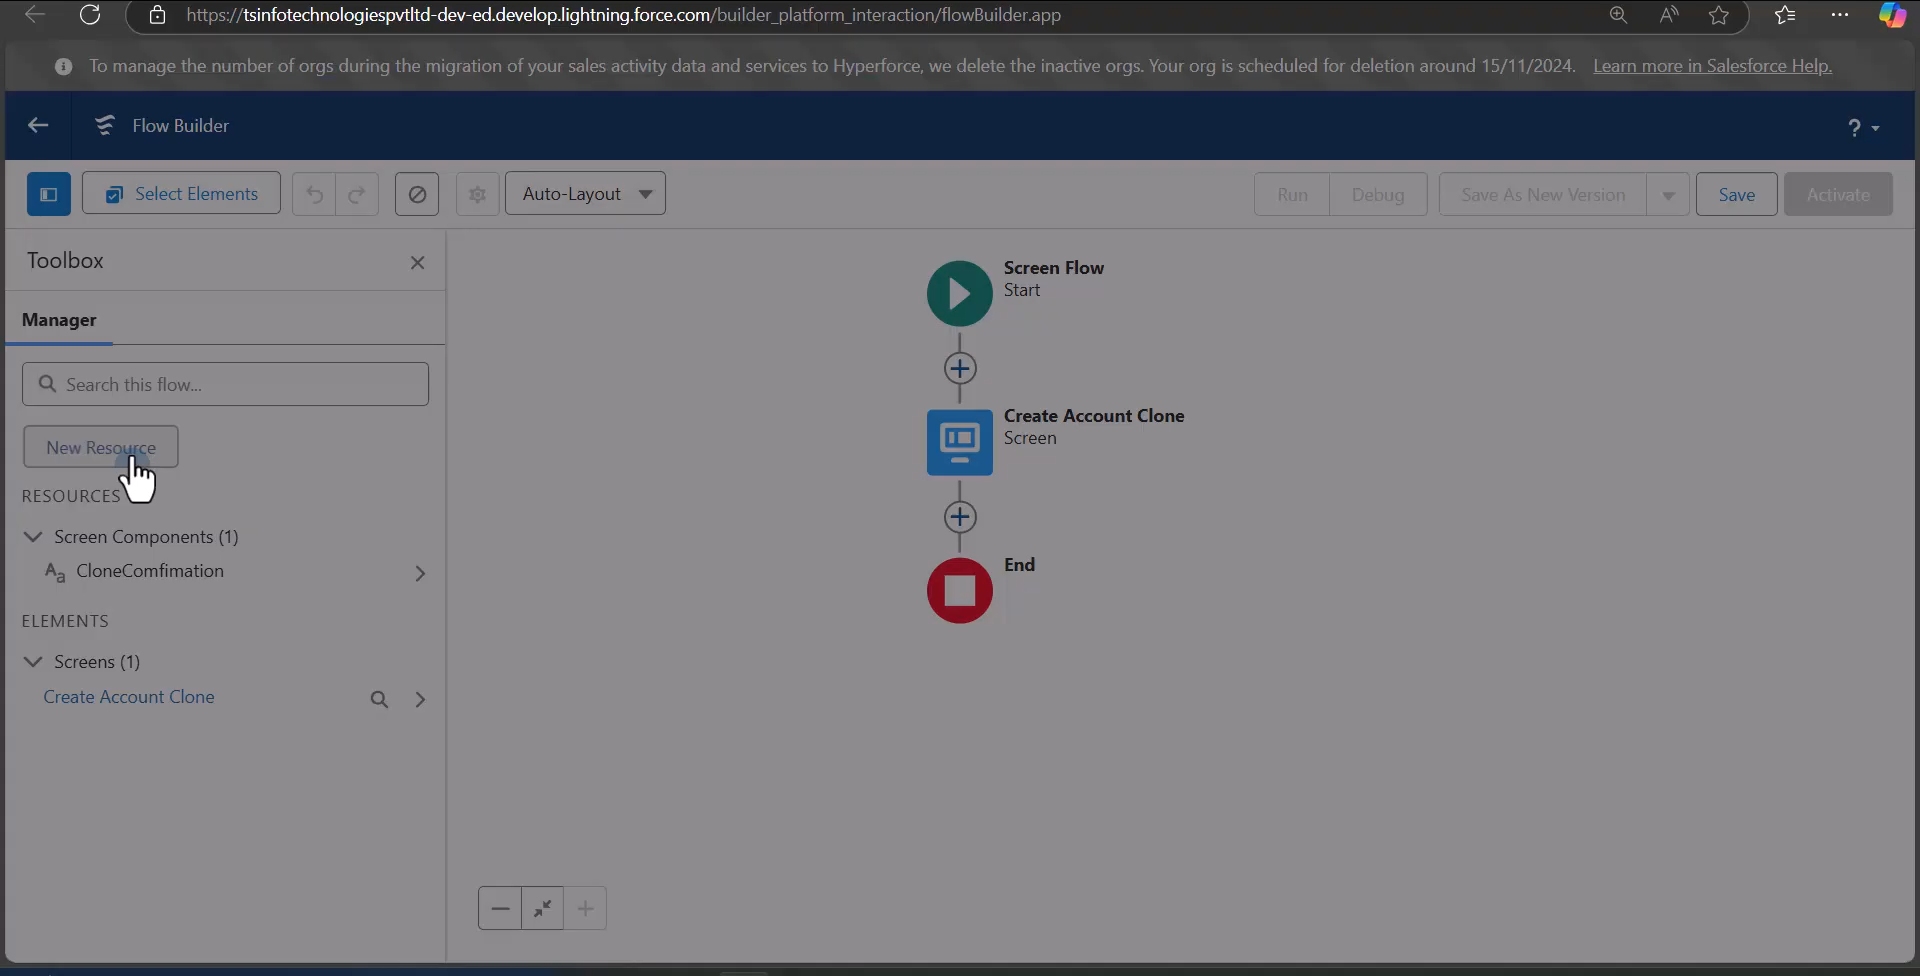 https://tsinfotechnologiespvtltd-dev-ed.develop.lightning.force.com/builder_platform_interaction/flowBuilder.app
To manage the number of orgs during the migration of your sales activity data and services to Hyperforce, we delete the inactive orgs. Your org is scheduled for deletion around 15/11/2024. Learn more in Salesforce Help.
Flow Builder
?
Select Elements
Auto-Layout
Run
Debug
Save As New Version
Save
Activate
Toolbox
Manager
Search this flow...
New Resource
RESOURCES
Screen Components (1)
Aa CloneComfimation
ELEMENTS
Screens (1)
Create Account Clone
Screen Flow
Start
Create Account Clone
Screen
End